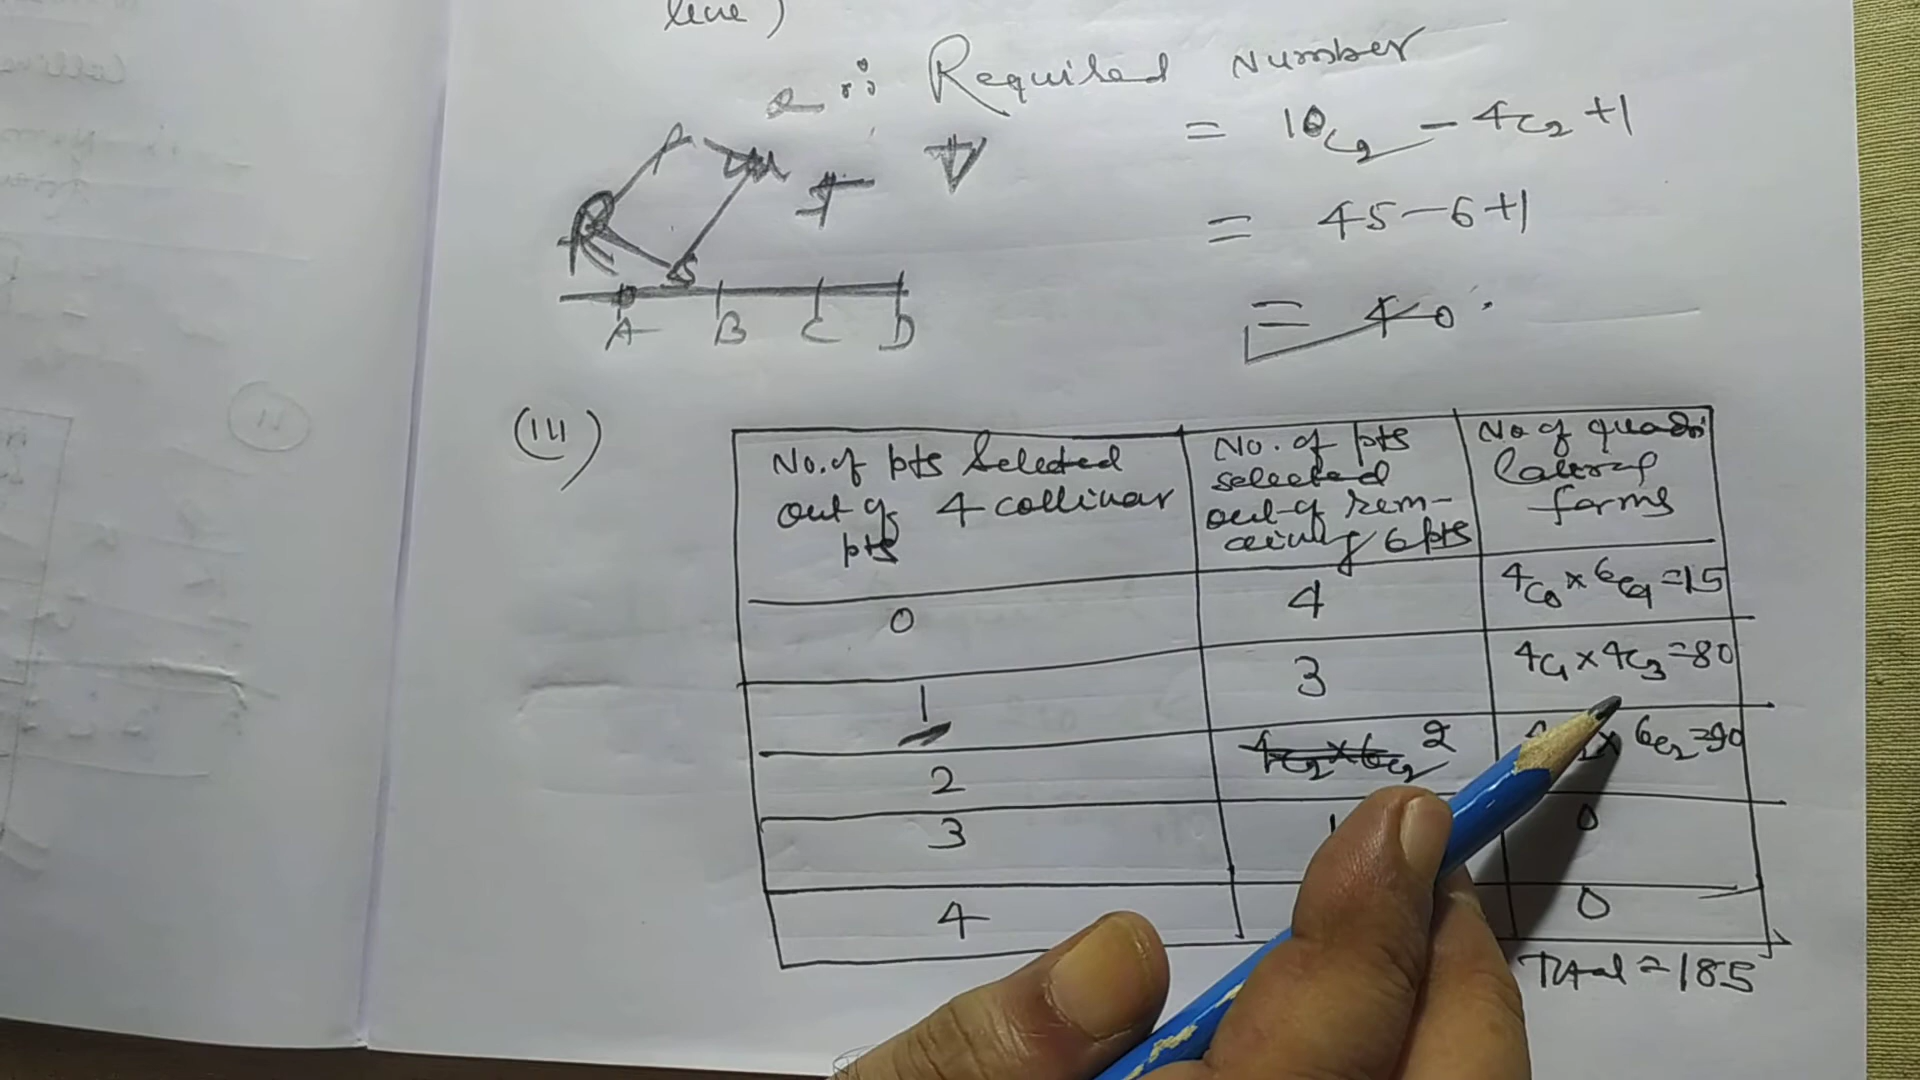 line)
∴ Required Number
= 10c2 - 4c2 + 1
= 45 - 6 + 1
= 40
A B C D
(III)
No. of pts Selected out of 4 collinear pts
No. of pts selected out of remaining 6 pts
No of quadrilateral forms
0 4 4c0 × 6c4 = 15
1 3 4c1 × 4c3 = 80
2 4c2 × 6c2 2 × 6c2 = 90
3 1 0
4 0
Total = 185